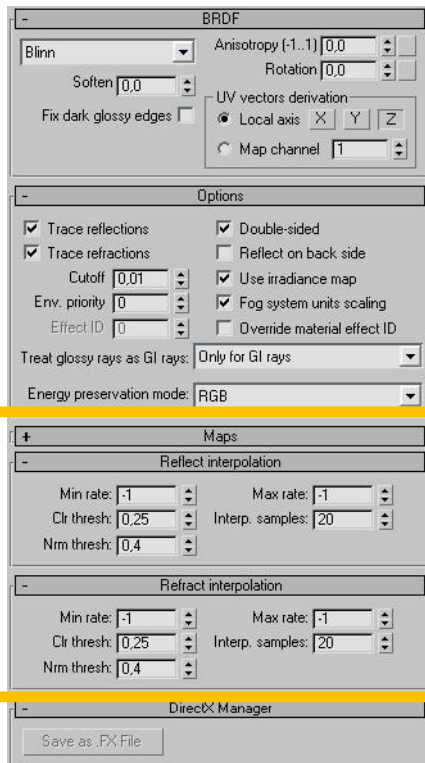 - BRDF
Blinn Anisotropy (-1..1) 0,0
Soften 0,0 Rotation 0,0
Fix dark glossy edges UV vectors derivation
Local axis X Y Z
Map channel 1
- Options
Trace reflections Double-sided
Trace refractions Reflect on back side
Cutoff 0,01 Use irradiance map
Env. priority 0 Fog system units scaling
Effect ID 0 Override material effect ID
Treat glossy rays as GI rays: Only for GI rays
Energy preservation mode: RGB
+ Maps
- Reflect interpolation
Min rate: -1 Max rate: -1
Clr thresh: 0,25 Interp. samples: 20
Nrm thresh: 0,4
- Refract interpolation
Min rate: -1 Max rate: -1
Clr thresh: 0,25 Interp. samples: 20
Nrm thresh: 0,4
- DirectX Manager
Save as .FX File